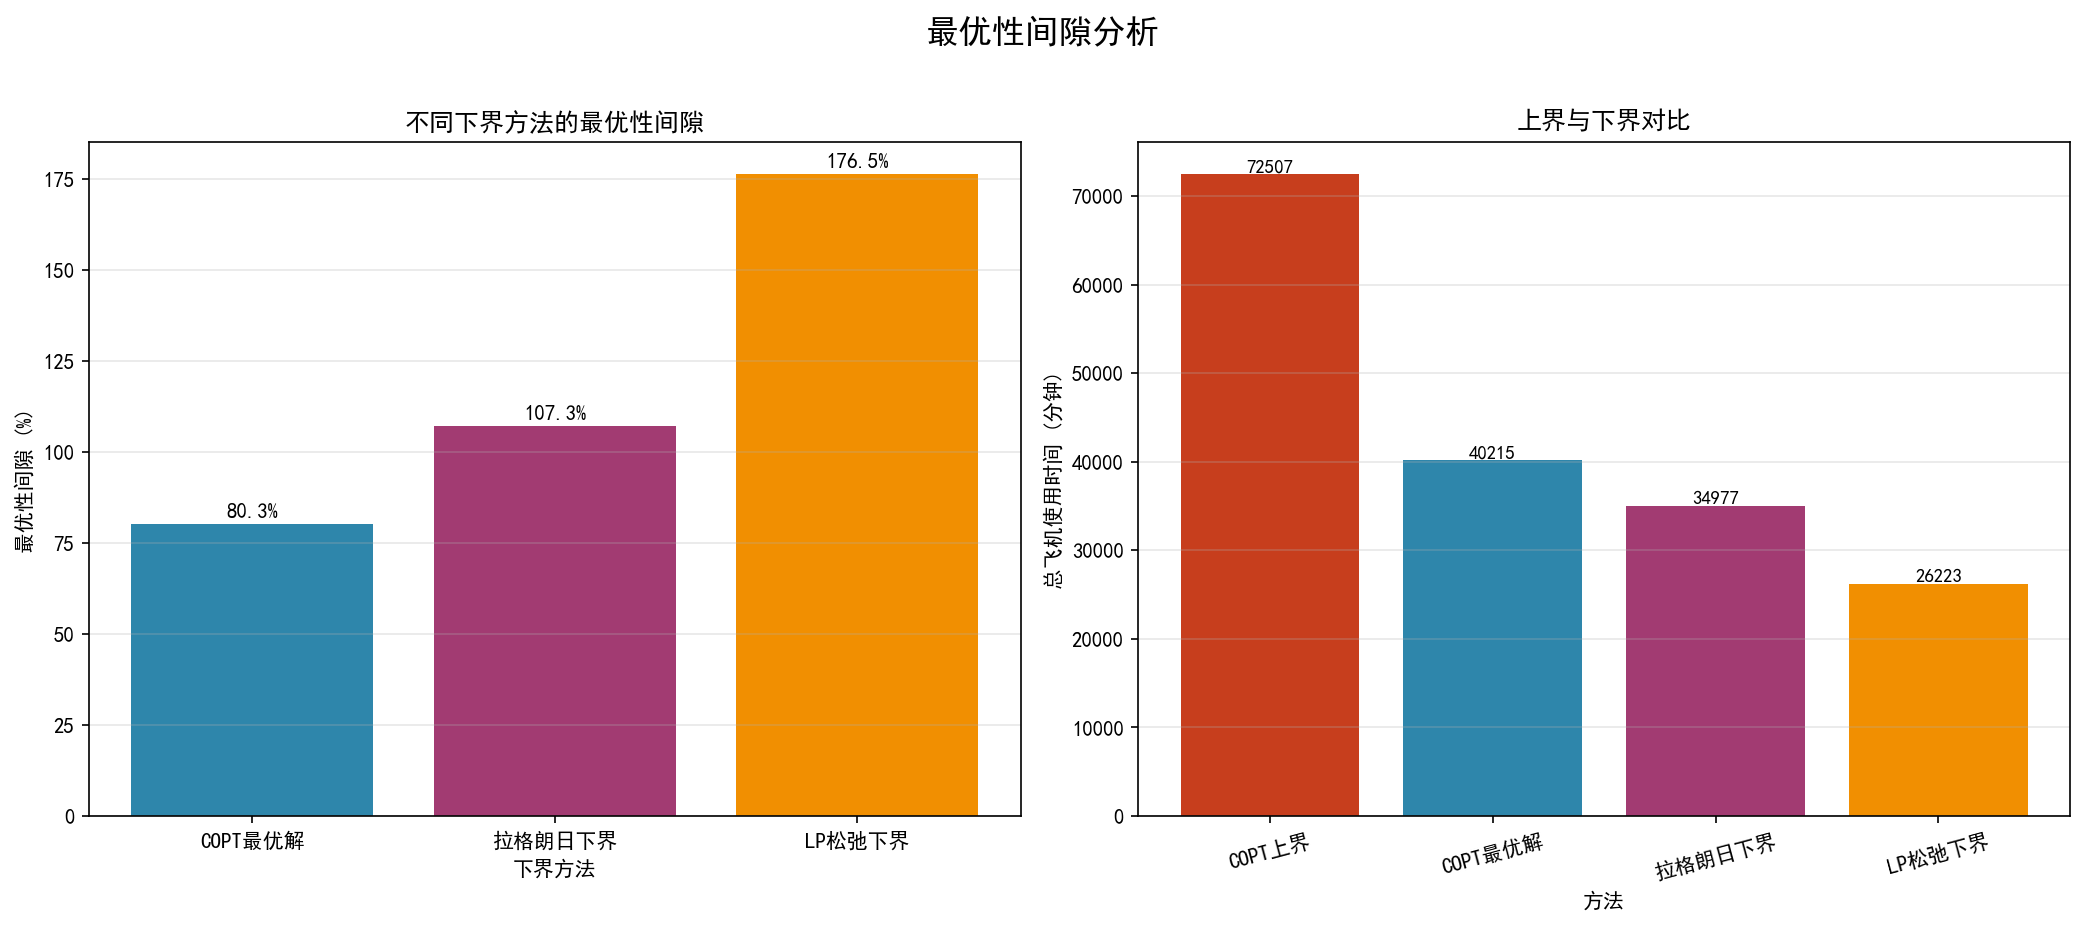 最优性间隙分析
不同下界方法的最优性间隙
最优性间隙 (%)
175
150
125
100
75
50
25
0
80.3%
107.3%
176.5%
COPT最优解
拉格朗日下界
LP松弛下界
下界方法
上界与下界对比
总飞机使用时间 (分钟)
70000
60000
50000
40000
30000
20000
10000
0
72507
40215
34977
26223
COPT上界
COPT最优解
拉格朗日下界
LP松弛下界
方法